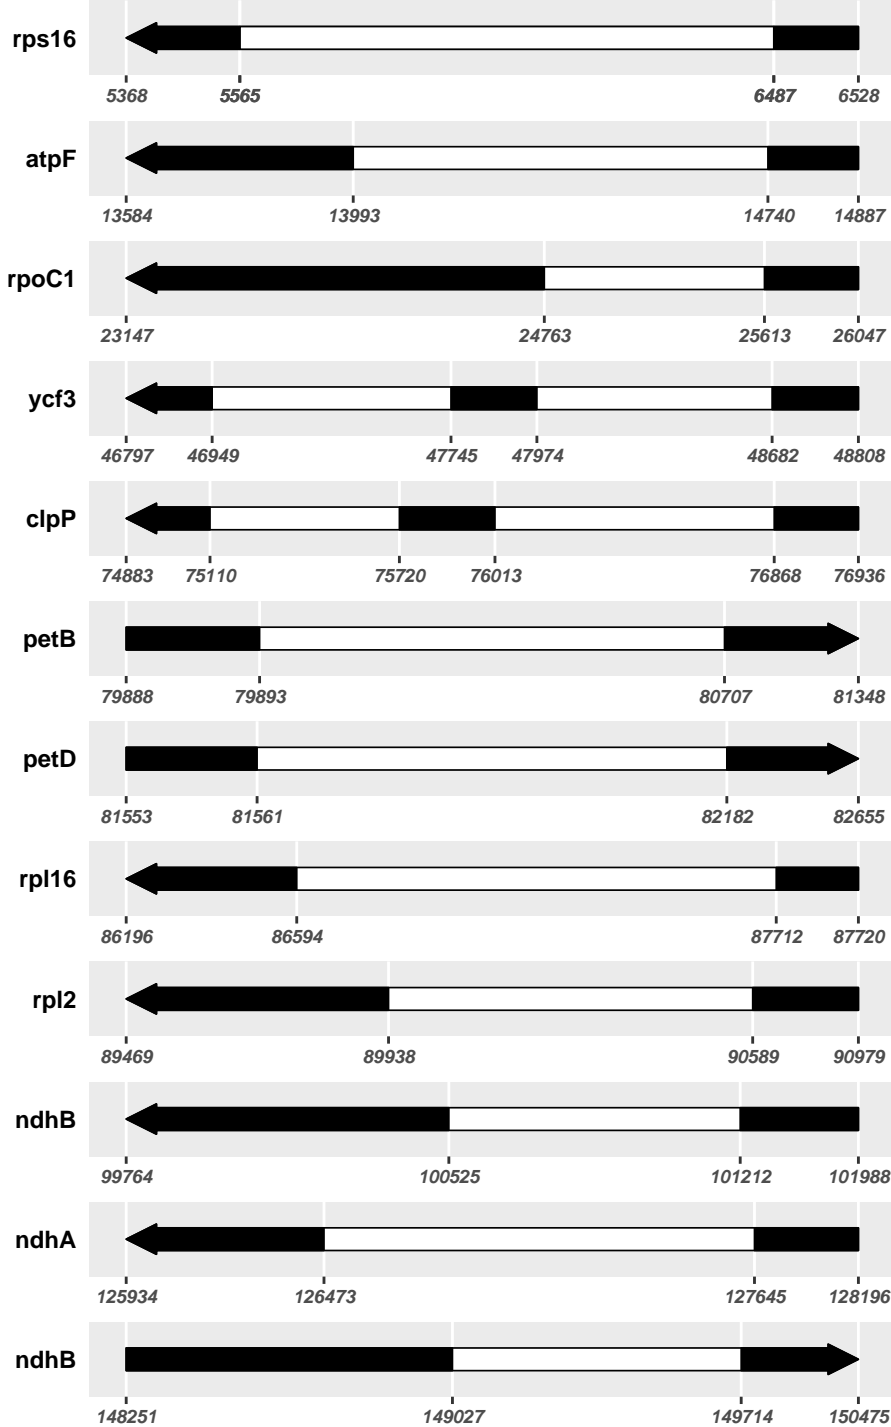 rps16
5368 5565 6487 6528
atpF
13584 13993 14740 14887
rpoC1
23147 24763 25613 26047
ycf3
46797 46949 47745 47974 48682 48808
clpP
74883 75110 75720 76013 76868 76936
petB
79888 79893 80707 81348
petD
81553 81561 82182 82655
rpl16
86196 86594 87712 87720
rpl2
89469 89938 90589 90979
ndhB
99764 100525 101212 101988
ndhA
125934 126473 127645 128196
ndhB
148251 149027 149714 150475